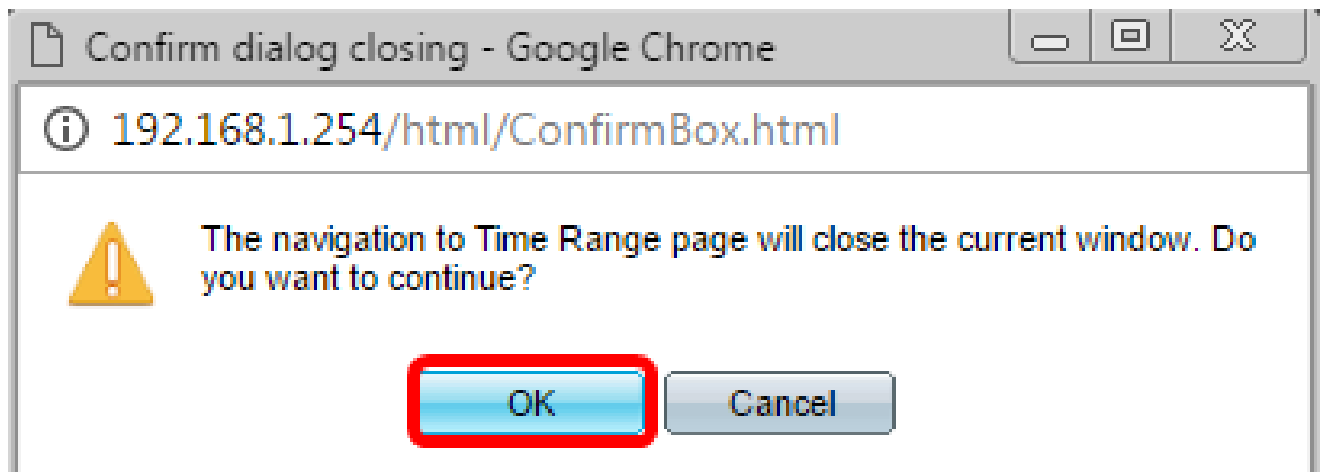 Confirm dialog closing - Google Chrome
192.168.1.254/html/ConfirmBox.html
The navigation to Time Range page will close the current window. Do
you want to continue?
OK Cancel